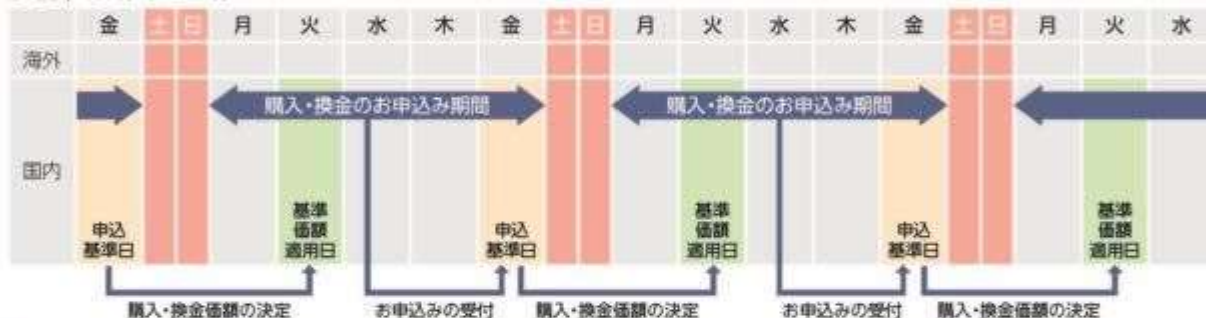 金 土 日 月 火 水 木 金 土 日 月 火 水 木 金 土 日 月 火 水
海外
購入・換金のお申込み期間 購入・換金のお申込み期間
国内
申込
基準日
基準
価額
適用日
申込
基準日
基準
価額
適用日
申込
基準日
基準
価額
適用日
購入・換金価額の決定 お申込みの受付 購入・換金価額の決定 お申込みの受付 購入・換金価額の決定